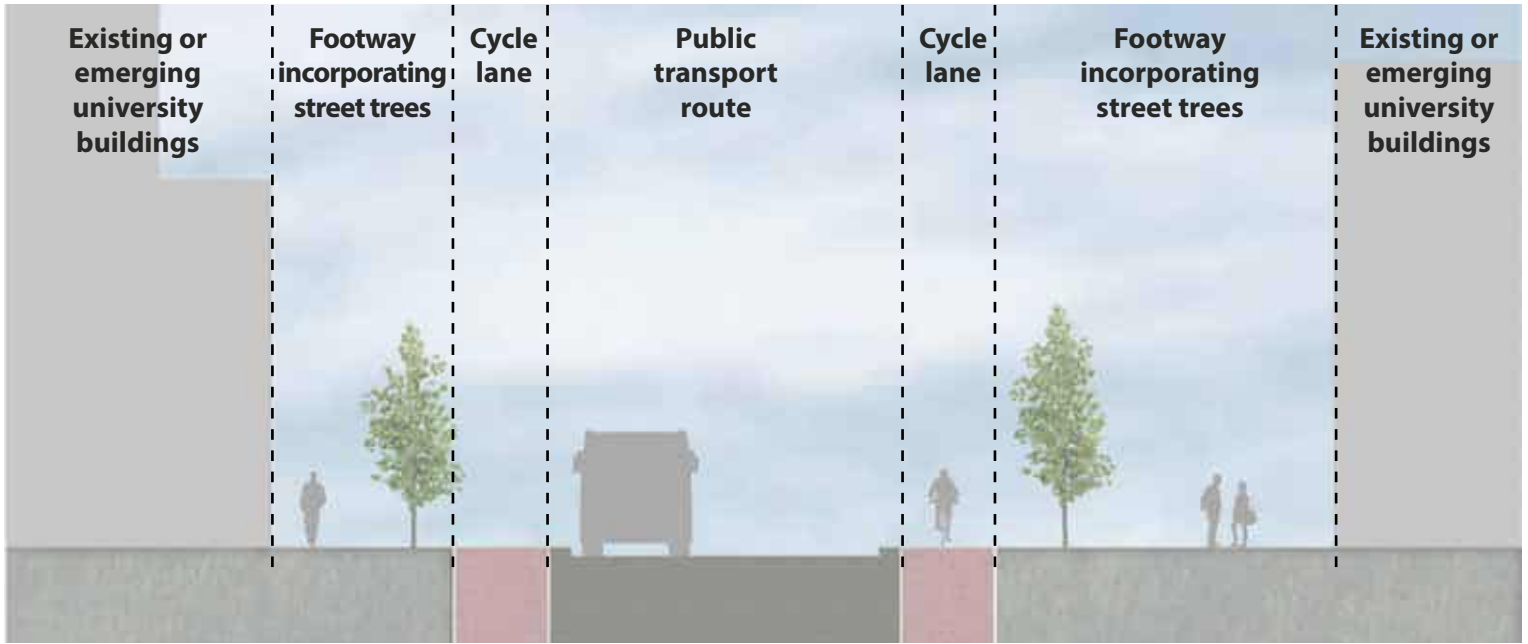 Existing or
emerging
university
buildings
Footway
incorporating
street trees
Cycle
lane
Public
transport
route
Cycle
lane
Footway
incorporating
street trees
Existing or
emerging
university
buildings